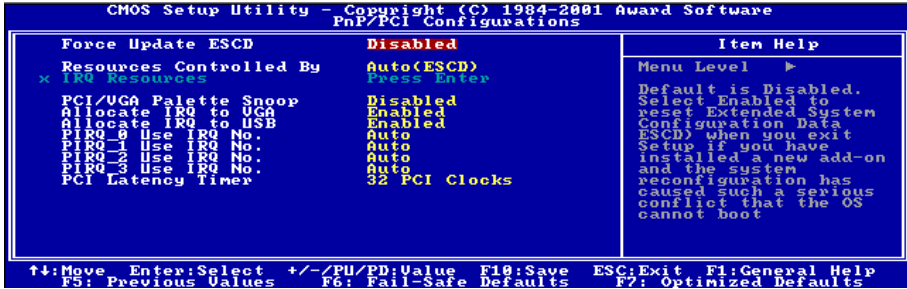 CMOS Setup Utility - Copyright (C) 1984-2001 Award Software
PnP/PCI Configurations
Force Update ESCD Disabled
Resources Controlled By Auto(ESCD)
x IRQ Resources Press Enter
PCI/VGA Palette Snoop Disabled
Allocate IRQ to VGA Enabled
Allocate IRQ to USB Enabled
PIRQ_0 Use IRQ No. Auto
PIRQ_1 Use IRQ No. Auto
PIRQ_2 Use IRQ No. Auto
PIRQ_3 Use IRQ No. Auto
PCI Latency Timer 32 PCI Clocks
Item Help
Menu Level ►
Default is Disabled.
Select Enabled to
reset Extended System
Configuration Data
ESCD) when you exit
Setup if you have
installed a new add-on
and the system
reconfiguration has
caused such a serious
conflict that the OS
cannot boot
↑↓:Move Enter:Select +/-/PU/PD:Value F10:Save ESC:Exit F1:General Help
F5: Previous Values F6: Fail-Safe Defaults F7: Optimized Defaults